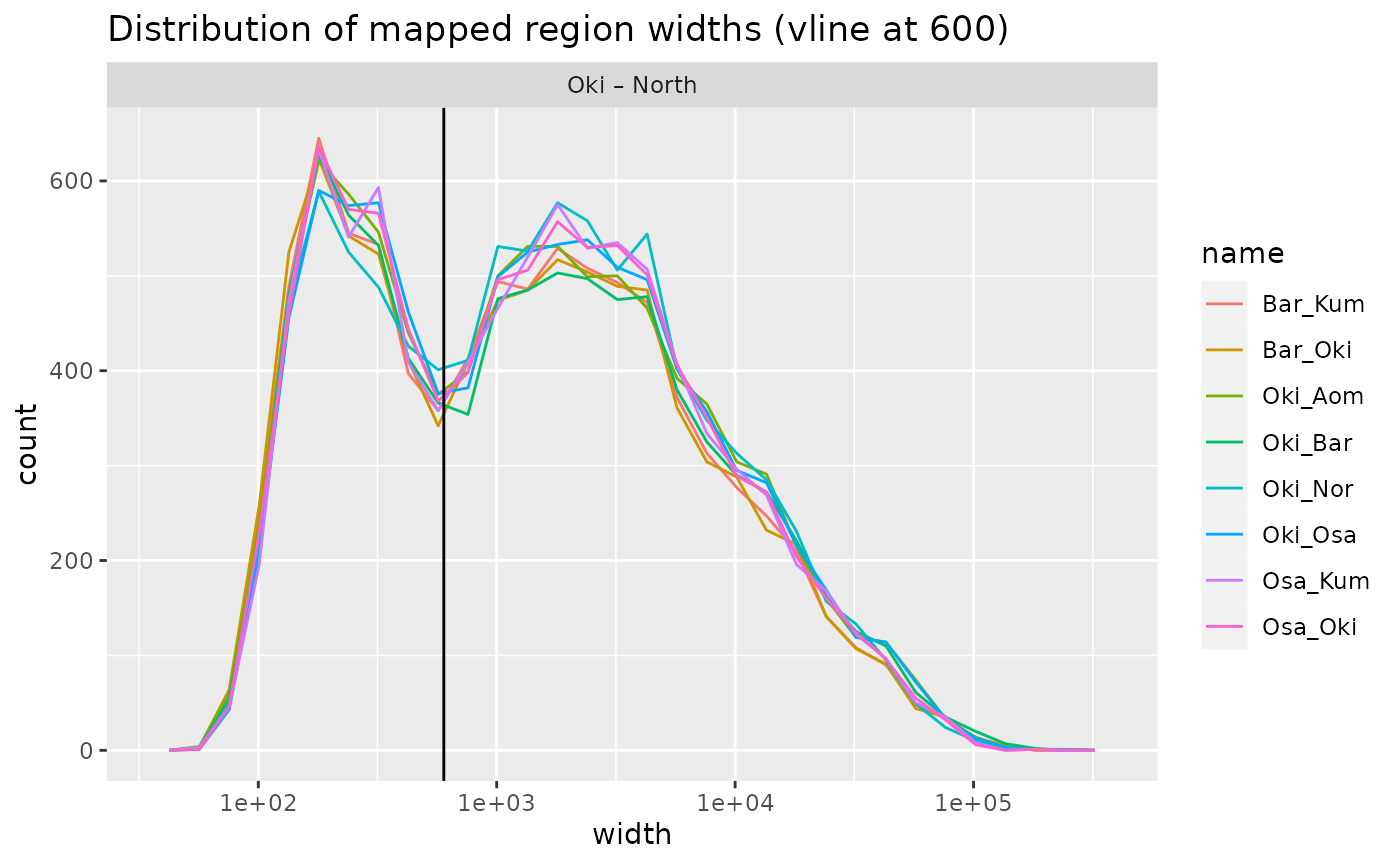 Distribution of mapped region widths (vline at 600)
Oki – North
600
400
200
0
count
1e+02
1e+03
1e+04
1e+05
width
name
Bar_Kum
Bar_Oki
Oki_Aom
Oki_Bar
Oki_Nor
Oki_Osa
Osa_Kum
Osa_Oki